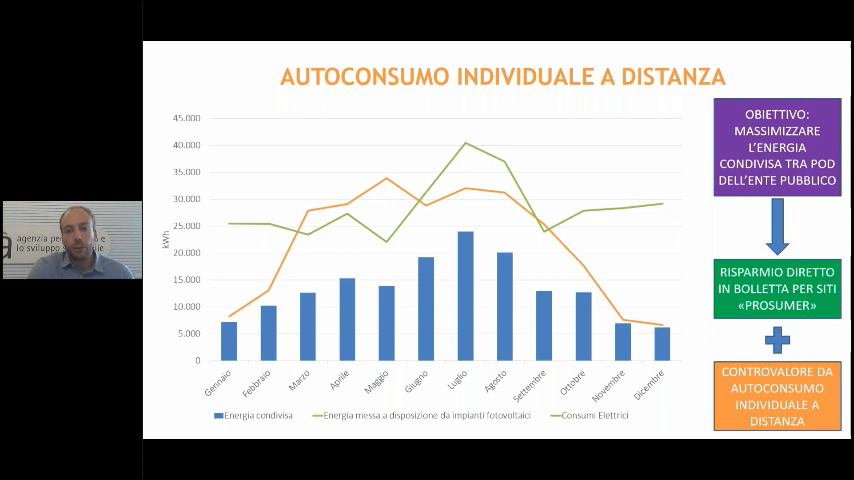 AUTOCONSUMO INDIVIDUALE A DISTANZA
45.000
40.000
35.000
30.000
25.000
20.000
15.000
10.000
5.000
0
kWh
Gennaio
Febbraio
Marzo
Aprile
Maggio
Giugno
Luglio
Agosto
Settembre
Ottobre
Novembre
Dicembre
Energia condivisa
Energia messa a disposizione da impianti fotovoltaici
Consumi Elettrici
OBIETTIVO:
MASSIMIZZARE
L'ENERGIA
CONDIVISA TRA POD
DELL'ENTE PUBBLICO
RISPARMIO DIRETTO
IN BOLLETTA PER SITI
«PROSUMER»
CONTROVALORE DA
AUTOCONSUMO
INDIVIDUALE A
DISTANZA
agenzia pe
e
io sviluppo